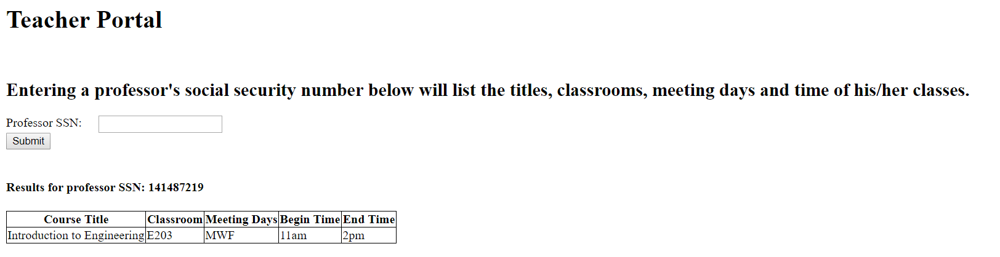 Teacher Portal
Entering a professor's social security number below will list the titles, classrooms, meeting days and time of his/her classes.
Professor SSN:
Submit
Results for professor SSN: 141487219
Course Title Classroom Meeting Days Begin Time End Time
Introduction to Engineering E203 MWF 11am 2pm